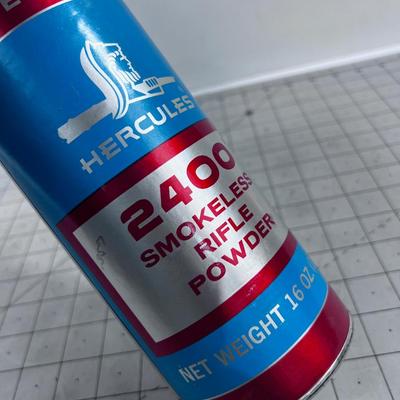 HERCULES
2400
SMOKELESS
RIFLE
POWDER
NET WEIGHT 16 OZ